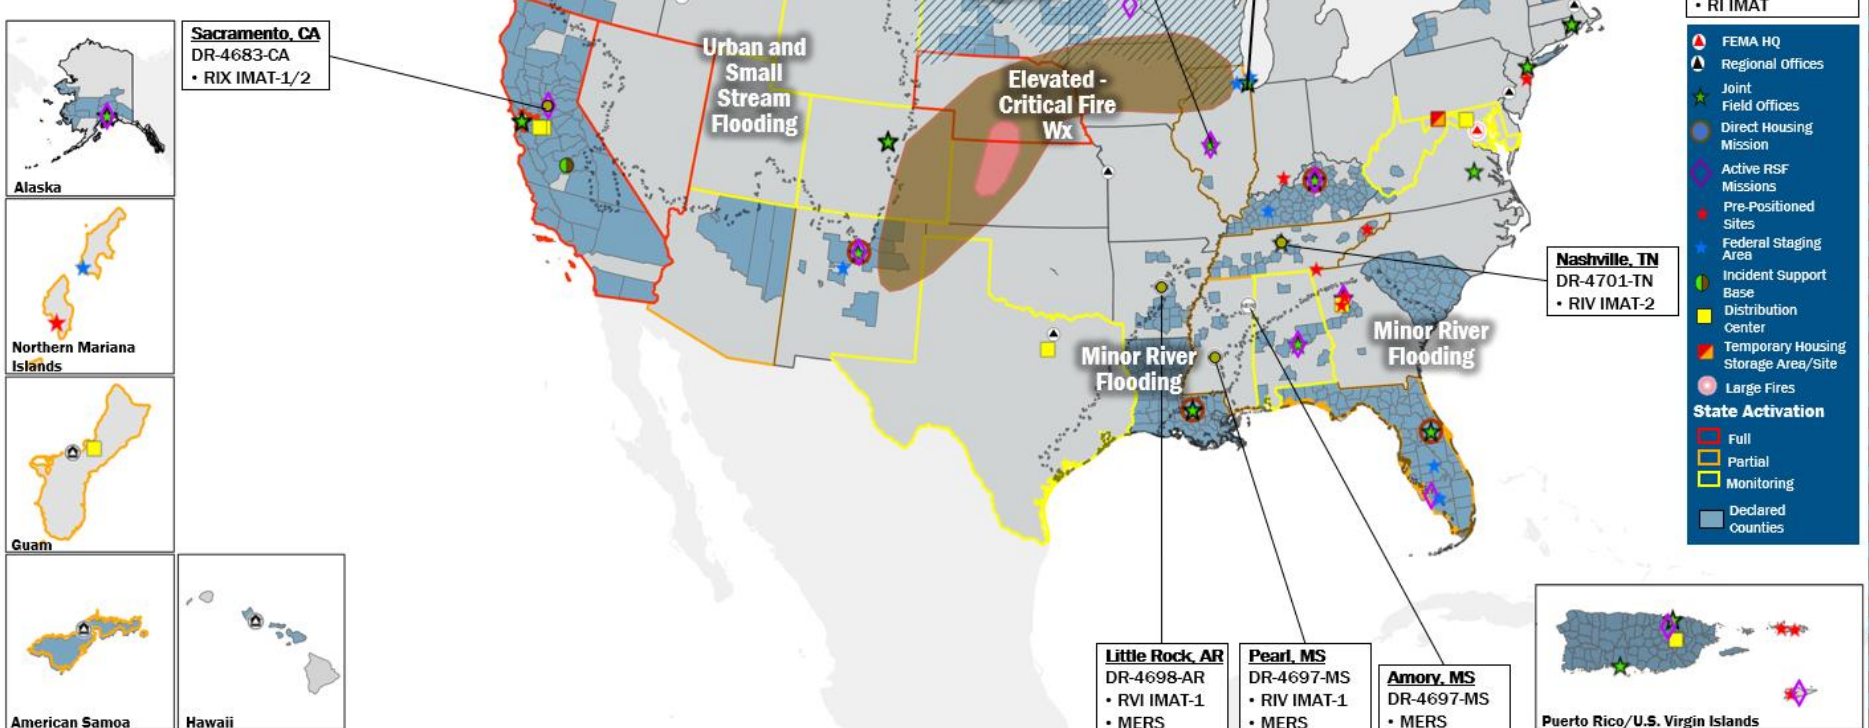 • RI IMAT
Sacramento, CA
DR-4683-CA
• RIX IMAT-1/2
Urban and
Small
Stream
Flooding
Elevated -
Critical Fire
Wx
FEMA HQ
Regional Offices
Joint
Field Offices
Direct Housing
Mission
Active RSF
Missions
Pre-Positioned
Sites
Federal Staging
Area
Incident Support
Base
Distribution
Center
Temporary Housing
Storage Area/Site
Large Fires
State Activation
Full
Partial
Monitoring
Declared
Counties
Alaska
Northern Mariana
Islands
Guam
American Samoa
Hawaii
Nashville, TN
DR-4701-TN
• RIV IMAT-2
Minor River
Flooding
Minor River
Flooding
Little Rock, AR
DR-4698-AR
• RVI IMAT-1
• MERS
Pearl, MS
DR-4697-MS
• RIV IMAT-1
• MERS
Amory, MS
DR-4697-MS
• MERS
Puerto Rico/U.S. Virgin Islands